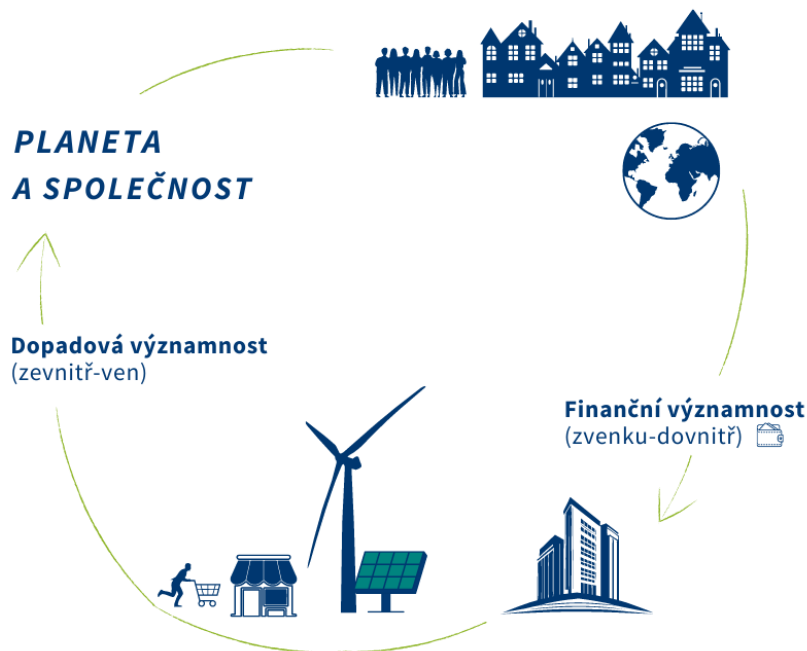 PLANETA
A SPOLEČNOST
Dopadová významnost
(zevnitř-ven)
Finanční významnost
(zvenku-dovnitř)